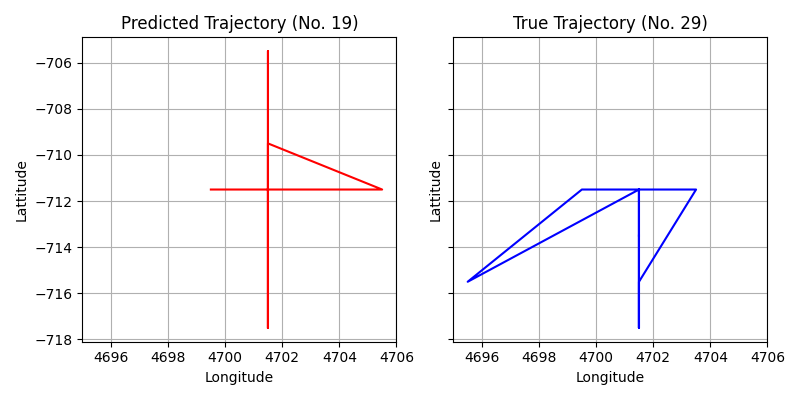 Predicted Trajectory (No. 19)
True Trajectory (No. 29)
Lattitude
−706
−708
−710
−712
−714
−716
−718
4696 4698 4700 4702 4704 4706
Longitude
Lattitude
4696 4698 4700 4702 4704 4706
Longitude